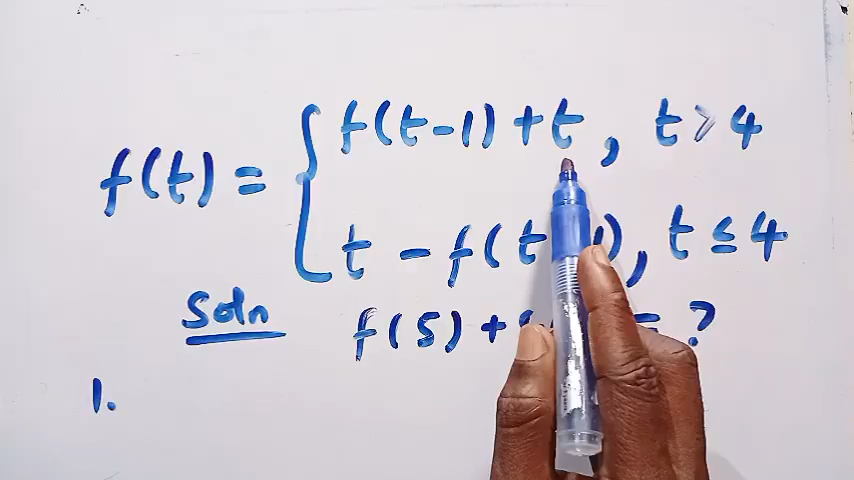 f(t) = { f(t-1) + t, t > 4
t - f(t ), t ≤ 4
Soln f(5) + = ?
1.